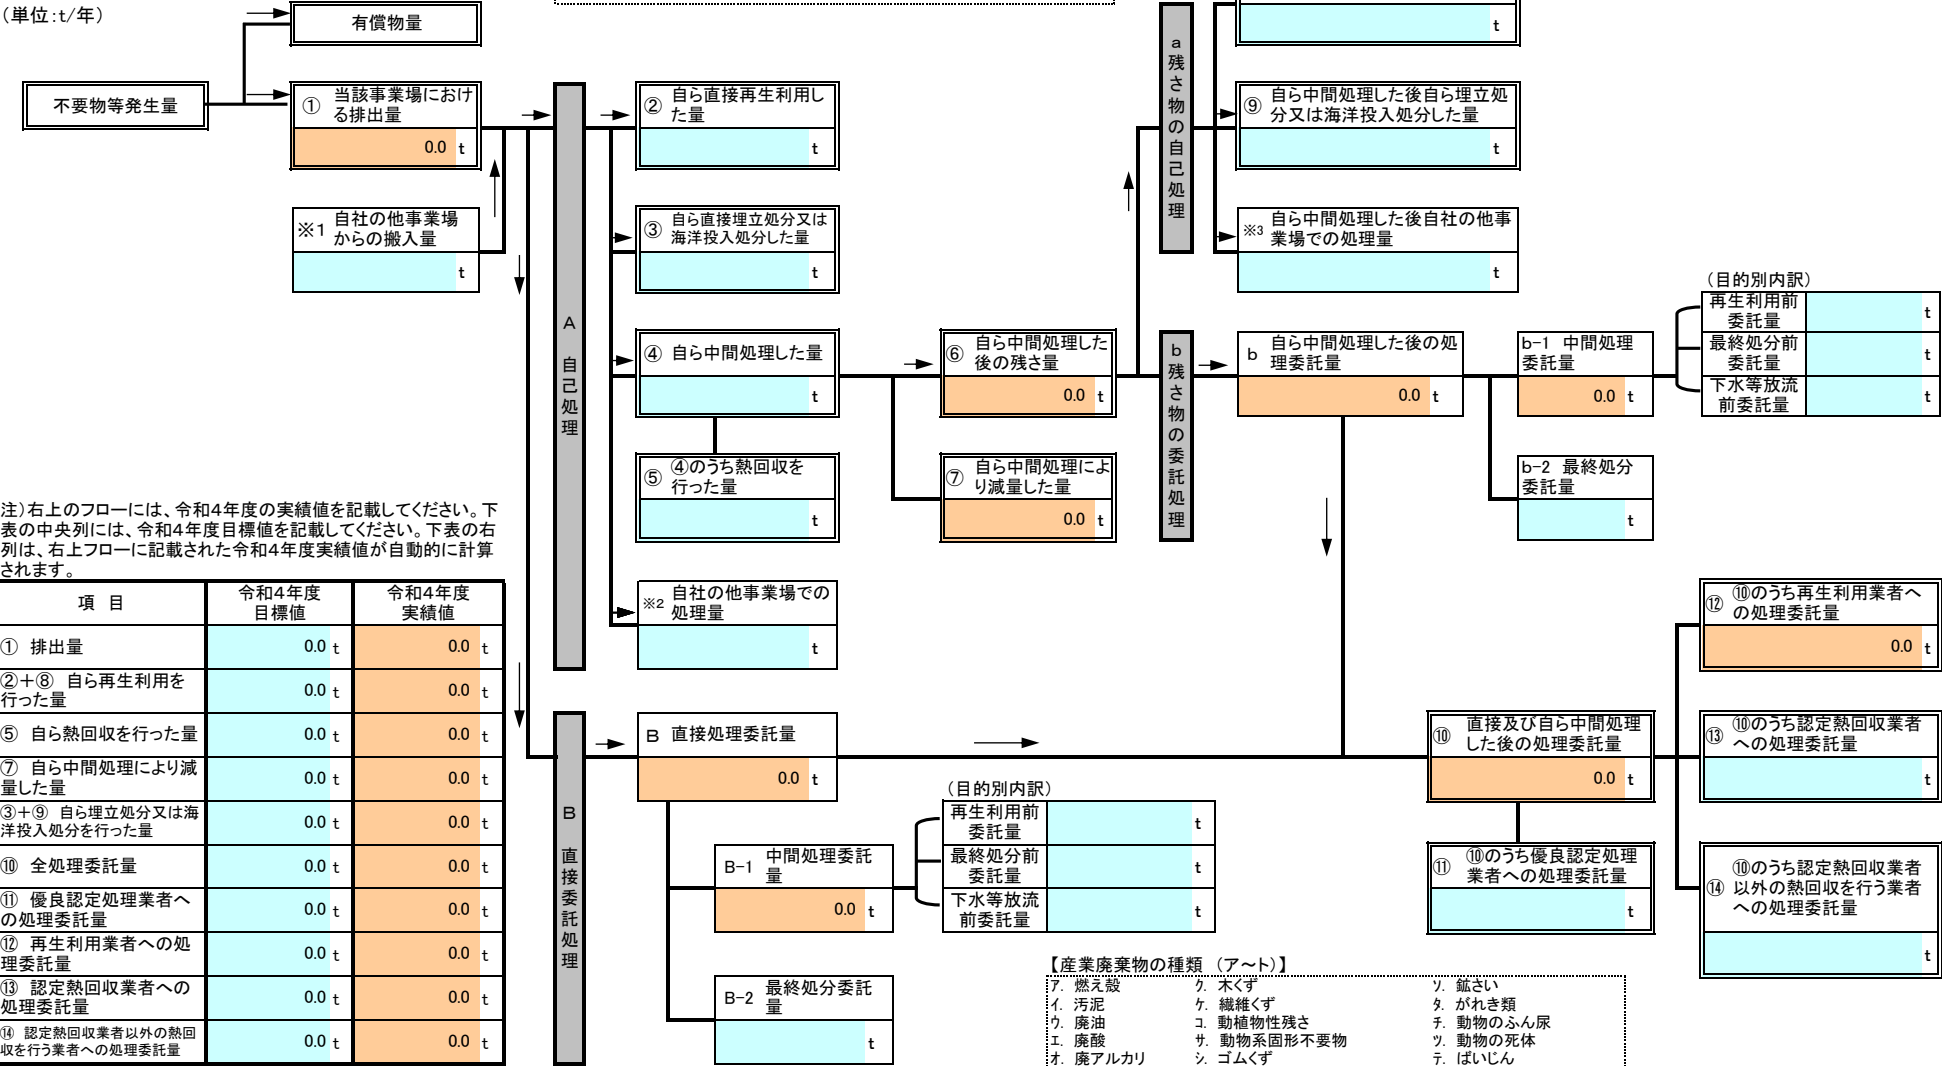 （単位：t/年）
有償物量
不要物等発生量
① 当該事業場におけ
る排出量
0.0 t
※1 自社の他事業場
からの搬入量
t
A
自己処理
② 自ら直接再生利用し
た量
t
③ 自ら直接埋立処分又は
海洋投入処分した量
t
④ 自ら中間処理した量
t
⑤ ④のうち熱回収を
行った量
t
※2 自社の他事業場での
処理量
t
⑥ 自ら中間処理した
後の残さ量
0.0 t
⑦ 自ら中間処理によ
り減量した量
0.0 t
a残さ物の自己処理
t
⑨ 自ら中間処理した後自ら埋立処
分又は海洋投入処分した量
t
※3 自ら中間処理した後自社の他事
業場での処理量
t
b残さ物の委託処理
b 自ら中間処理した後の処
理委託量
0.0 t
b-1 中間処理
委託量
0.0 t
b-2 最終処分
委託量
t
（目的別内訳）
再生利用前
委託量
t
最終処分前
委託量
t
下水等放流
前委託量
t
注）右上のフローには、令和４年度の実績値を記載してください。下
表の中央列には、令和４年度目標値を記載してください。下表の右
列は、右上フローに記載された令和４年度実績値が自動的に計算
されます。
項 目
令和４年度
目標値
令和４年度
実績値
① 排出量
0.0 t
0.0 t
②＋⑧ 自ら再生利用を
行った量
0.0 t
0.0 t
⑤ 自ら熱回収を行った量
0.0 t
0.0 t
⑦ 自ら中間処理により減
量した量
0.0 t
0.0 t
③＋⑨ 自ら埋立処分又は海
洋投入処分を行った量
0.0 t
0.0 t
⑩ 全処理委託量
0.0 t
0.0 t
⑪ 優良認定処理業者へ
の処理委託量
0.0 t
0.0 t
⑫ 再生利用業者への処
理委託量
0.0 t
0.0 t
⑬ 認定熱回収業者への
処理委託量
0.0 t
0.0 t
⑭ 認定熱回収業者以外の熱回
収を行う業者への処理委託量
0.0 t
0.0 t
B
直接委託処理
B 直接処理委託量
0.0 t
B-1 中間処理委託
量
0.0 t
B-2 最終処分委託
量
t
（目的別内訳）
再生利用前
委託量
t
最終処分前
委託量
t
下水等放流
前委託量
t
⑩ 直接及び自ら中間処理
した後の処理委託量
0.0 t
⑪ ⑩のうち優良認定処理
業者への処理委託量
t
⑫ ⑩のうち再生利用業者へ
の処理委託量
0.0 t
⑬ ⑩のうち認定熱回収業者
への処理委託量
t
⑭ ⑩のうち認定熱回収業者
以外の熱回収を行う業者
への処理委託量
t
【産業廃棄物の種類 （ア～ト）】
ア. 燃え殻
イ. 汚泥
ウ. 廃油
エ. 廃酸
オ. 廃アルカリ
ク. 木くず
ケ. 繊維くず
コ. 動植物性残さ
サ. 動物系固形不要物
シ. ゴムくず
ソ. 鉱さい
タ. がれき類
チ. 動物のふん尿
ツ. 動物の死体
テ. ばいじん